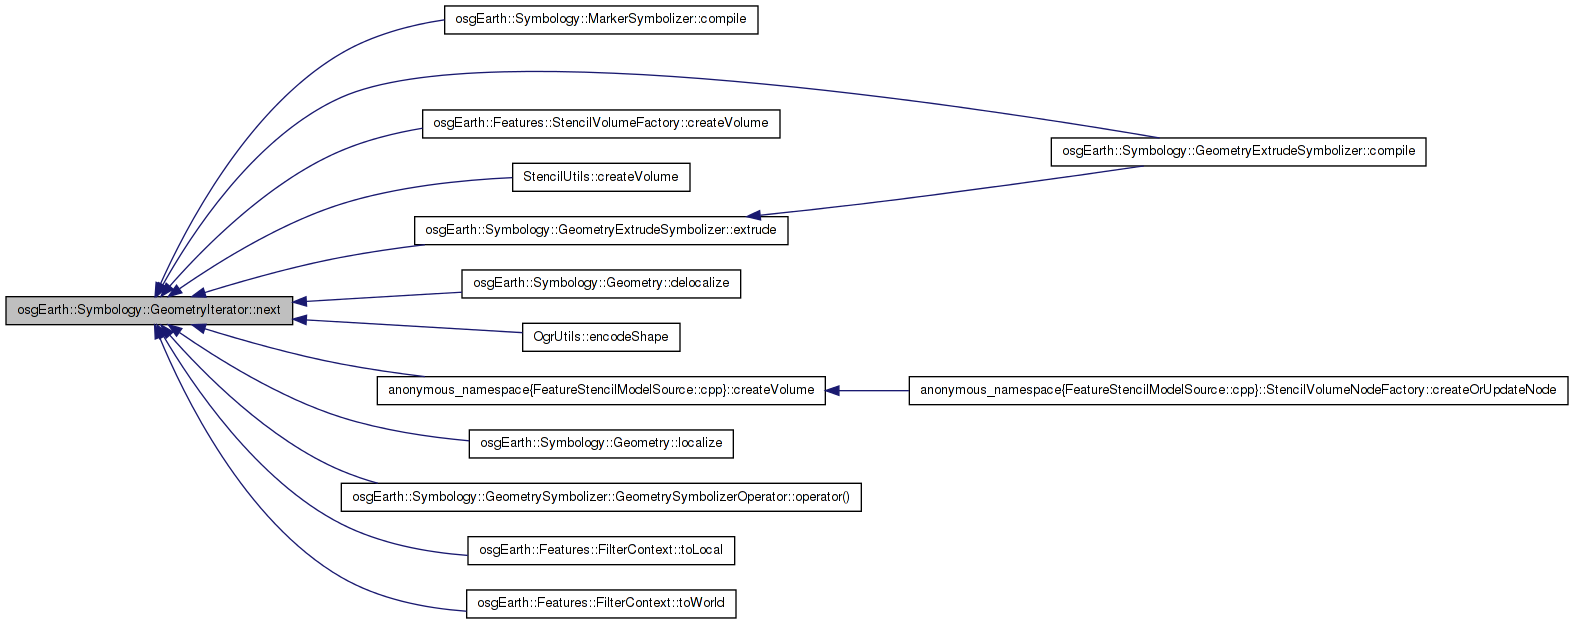 osgEarth::Symbology::MarkerSymbolizer::compile
osgEarth::Features::StencilVolumeFactory::createVolume
osgEarth::Symbology::GeometryExtrudeSymbolizer::compile
StencilUtils::createVolume
osgEarth::Symbology::GeometryExtrudeSymbolizer::extrude
osgEarth::Symbology::Geometry::delocalize
osgEarth::Symbology::GeometryIterator::next
OgrUtils::encodeShape
anonymous_namespace{FeatureStencilModelSource::cpp}::createVolume
anonymous_namespace{FeatureStencilModelSource::cpp}::StencilVolumeNodeFactory::createOrUpdateNode
osgEarth::Symbology::Geometry::localize
osgEarth::Symbology::GeometrySymbolizer::GeometrySymbolizerOperator::operator()
osgEarth::Features::FilterContext::toLocal
osgEarth::Features::FilterContext::toWorld